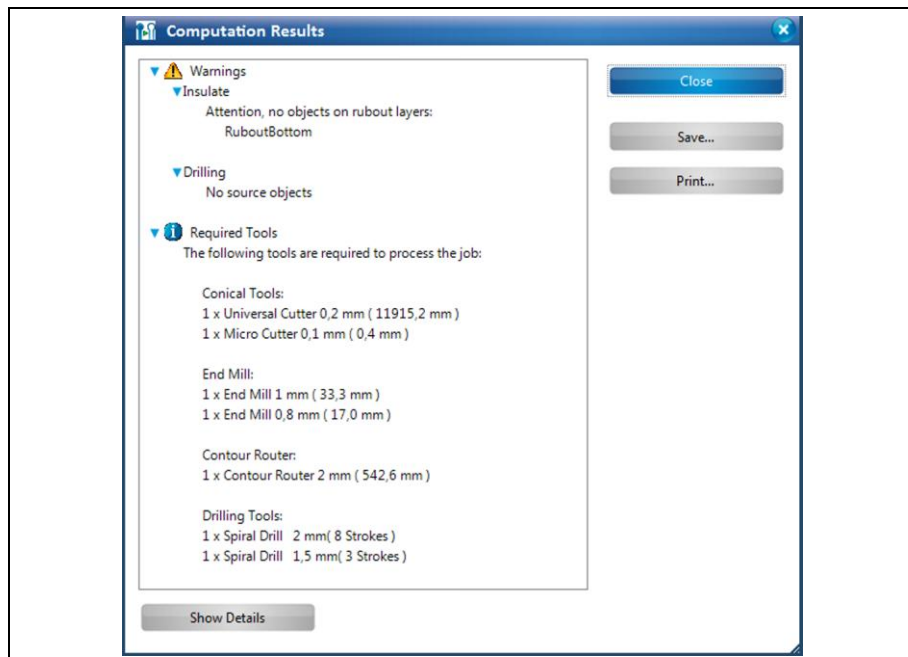 Computation Results
Warnings
Insulate
Attention, no objects on rubout layers:
RuboutBottom
Drilling
No source objects
Required Tools
The following tools are required to process the job:
Conical Tools:
1 x Universal Cutter 0,2 mm ( 11915,2 mm )
1 x Micro Cutter 0,1 mm ( 0,4 mm )
End Mill:
1 x End Mill 1 mm ( 33,3 mm )
1 x End Mill 0,8 mm ( 17,0 mm )
Contour Router:
1 x Contour Router 2 mm ( 542,6 mm )
Drilling Tools:
1 x Spiral Drill 2 mm( 8 Strokes )
1 x Spiral Drill 1,5 mm( 3 Strokes )
Close
Save...
Print...
Show Details